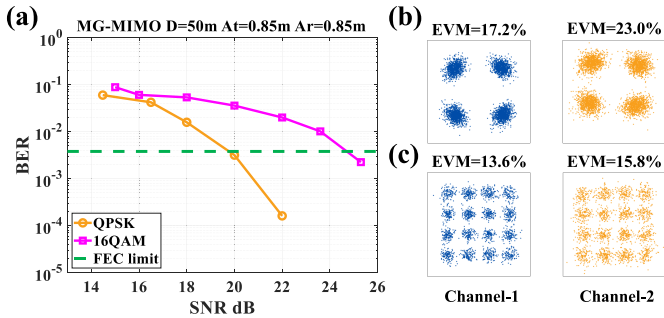 (a)
MG-MIMO D=50m At=0.85m Ar=0.85m
10^0
10^-1
10^-2
10^-3
10^-4
10^-5
BER
QPSK
16QAM
FEC limit
14 16 18 20 22 24 26
SNR dB
(b)
EVM=17.2% EVM=23.0%
(c)
EVM=13.6% EVM=15.8%
Channel-1 Channel-2